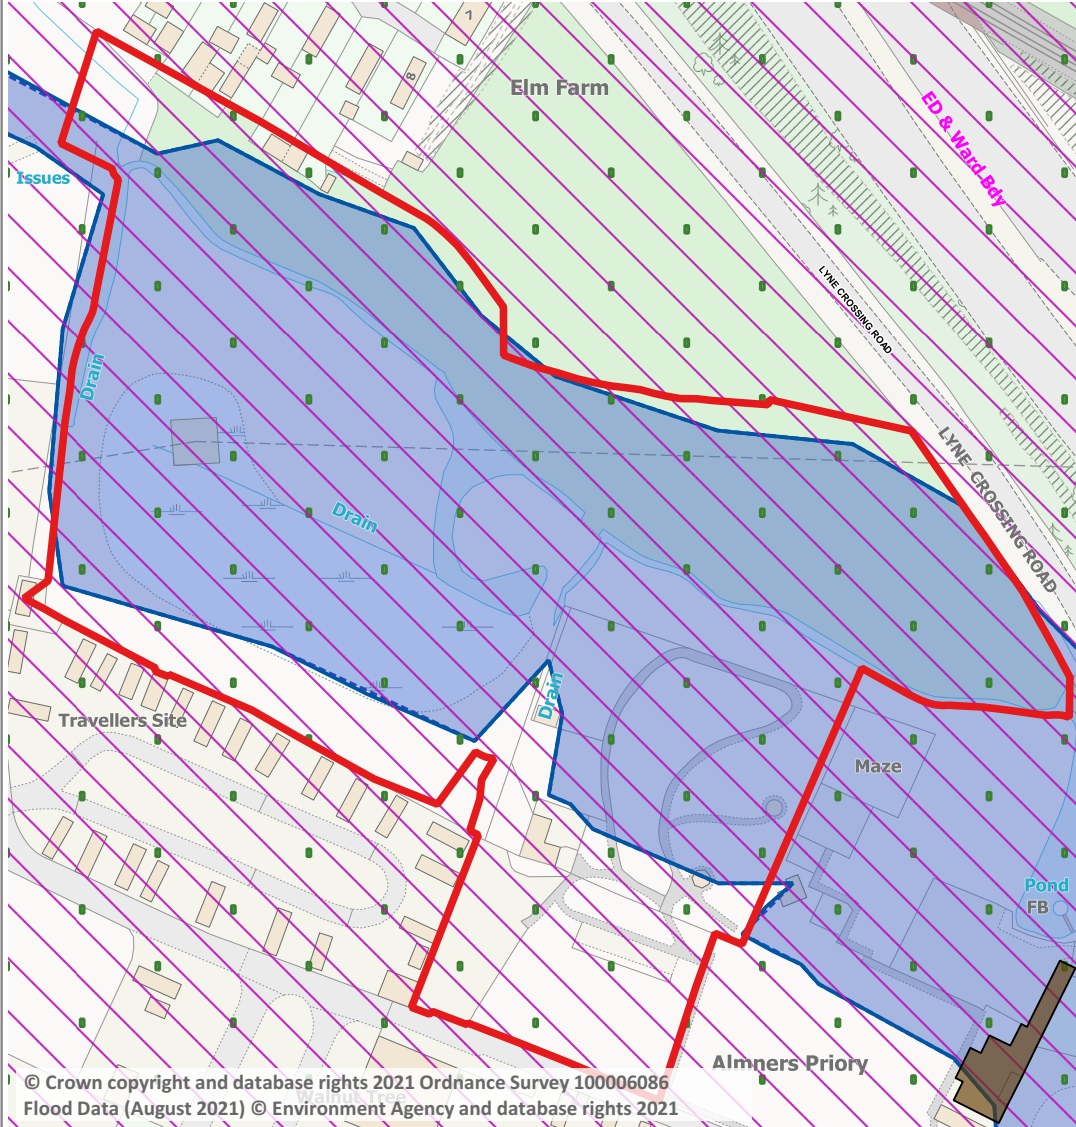 7
8
Elm Farm
ED & Ward Bdy
Issues
LYNE CROSSING ROAD
Drain
LYNE CROSSING ROAD
Drain
Drain
Travellers Site
Maze
Pond
FB
Almners Priory
© Crown copyright and database rights 2021 Ordnance Survey 100006086
Walnut Tree
Flood Data (August 2021) © Environment Agency and database rights 2021